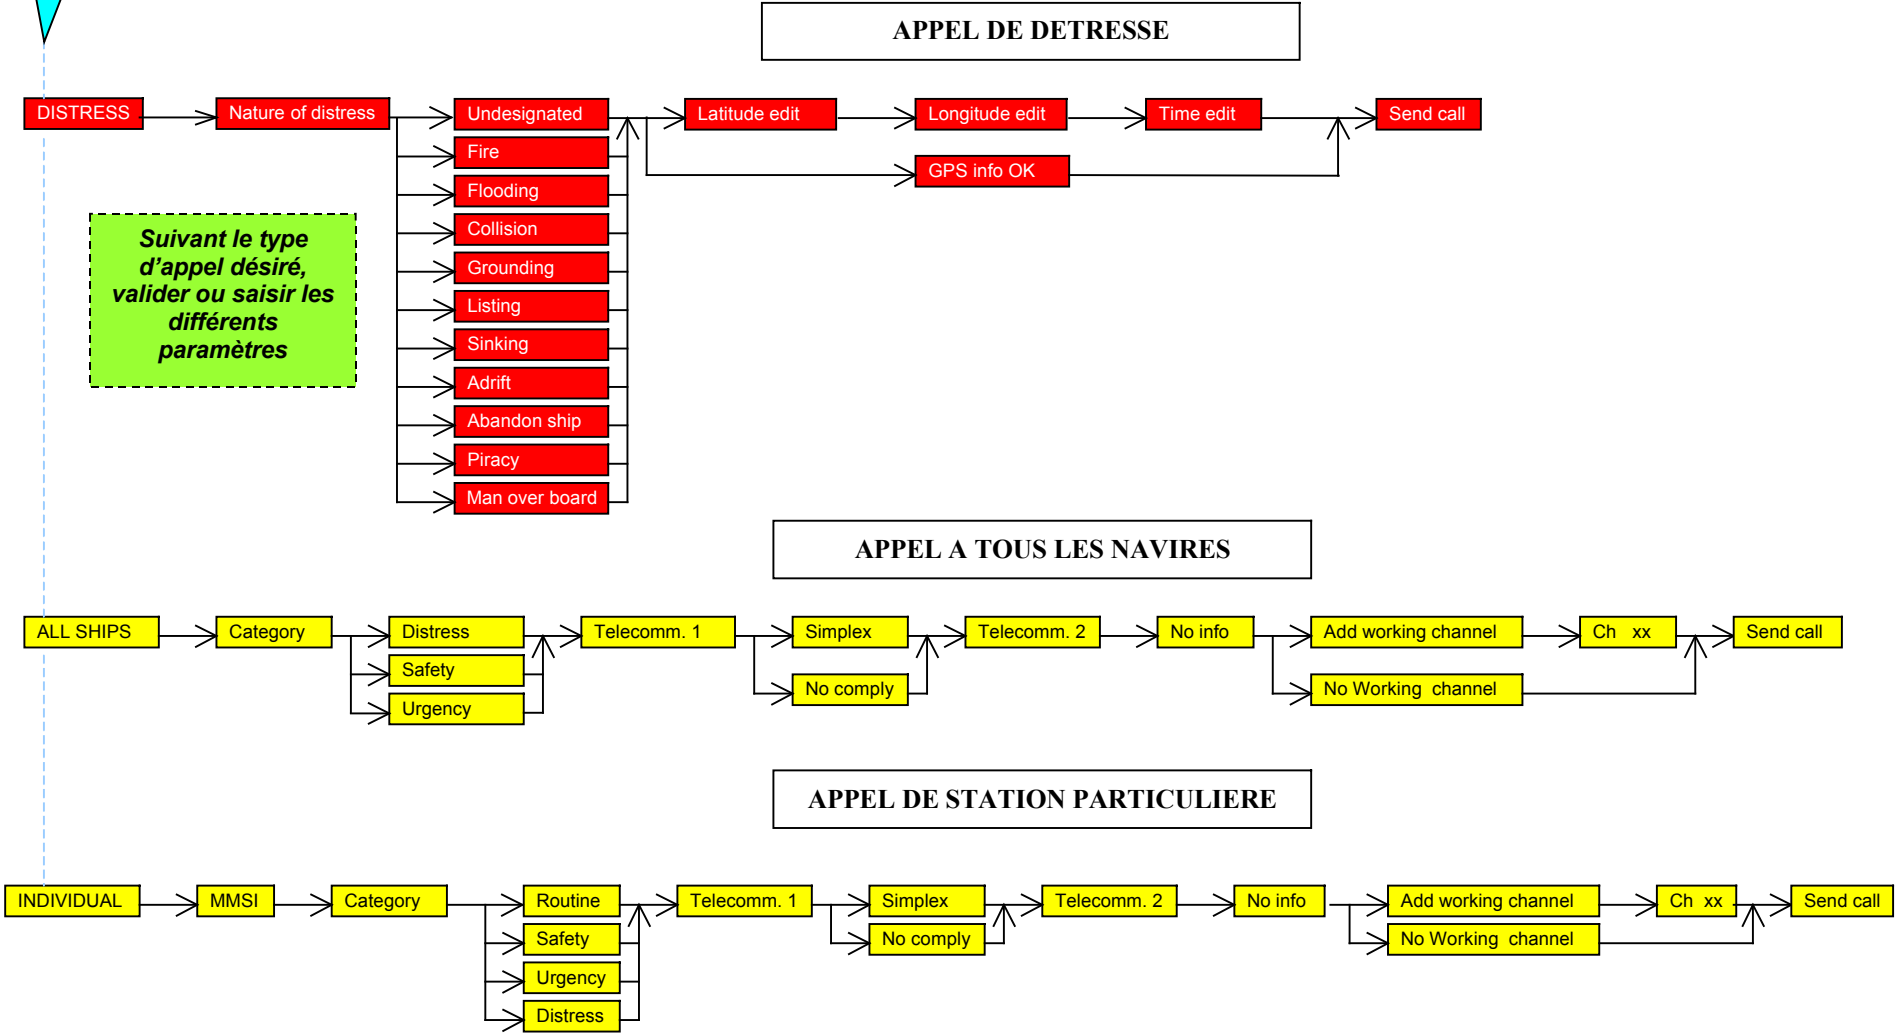 APPEL DE DETRESSE
DISTRESS
Nature of distress
Undesignated
Latitude edit
Longitude edit
Time edit
Send call
Fire
GPS info OK
Flooding
Collision
Grounding
Listing
Sinking
Adrift
Abandon ship
Piracy
Man over board
Suivant le type
d'appel désiré,
valider ou saisir les
différents
paramètres
APPEL A TOUS LES NAVIRES
ALL SHIPS
Category
Distress
Telecomm. 1
Simplex
Telecomm. 2
No info
Add working channel
Ch xx
Send call
Safety
No comply
No Working channel
Urgency
APPEL DE STATION PARTICULIERE
INDIVIDUAL
MMSI
Category
Routine
Telecomm. 1
Simplex
Telecomm. 2
No info
Add working channel
Ch xx
Send call
Safety
No comply
No Working channel
Urgency
Distress